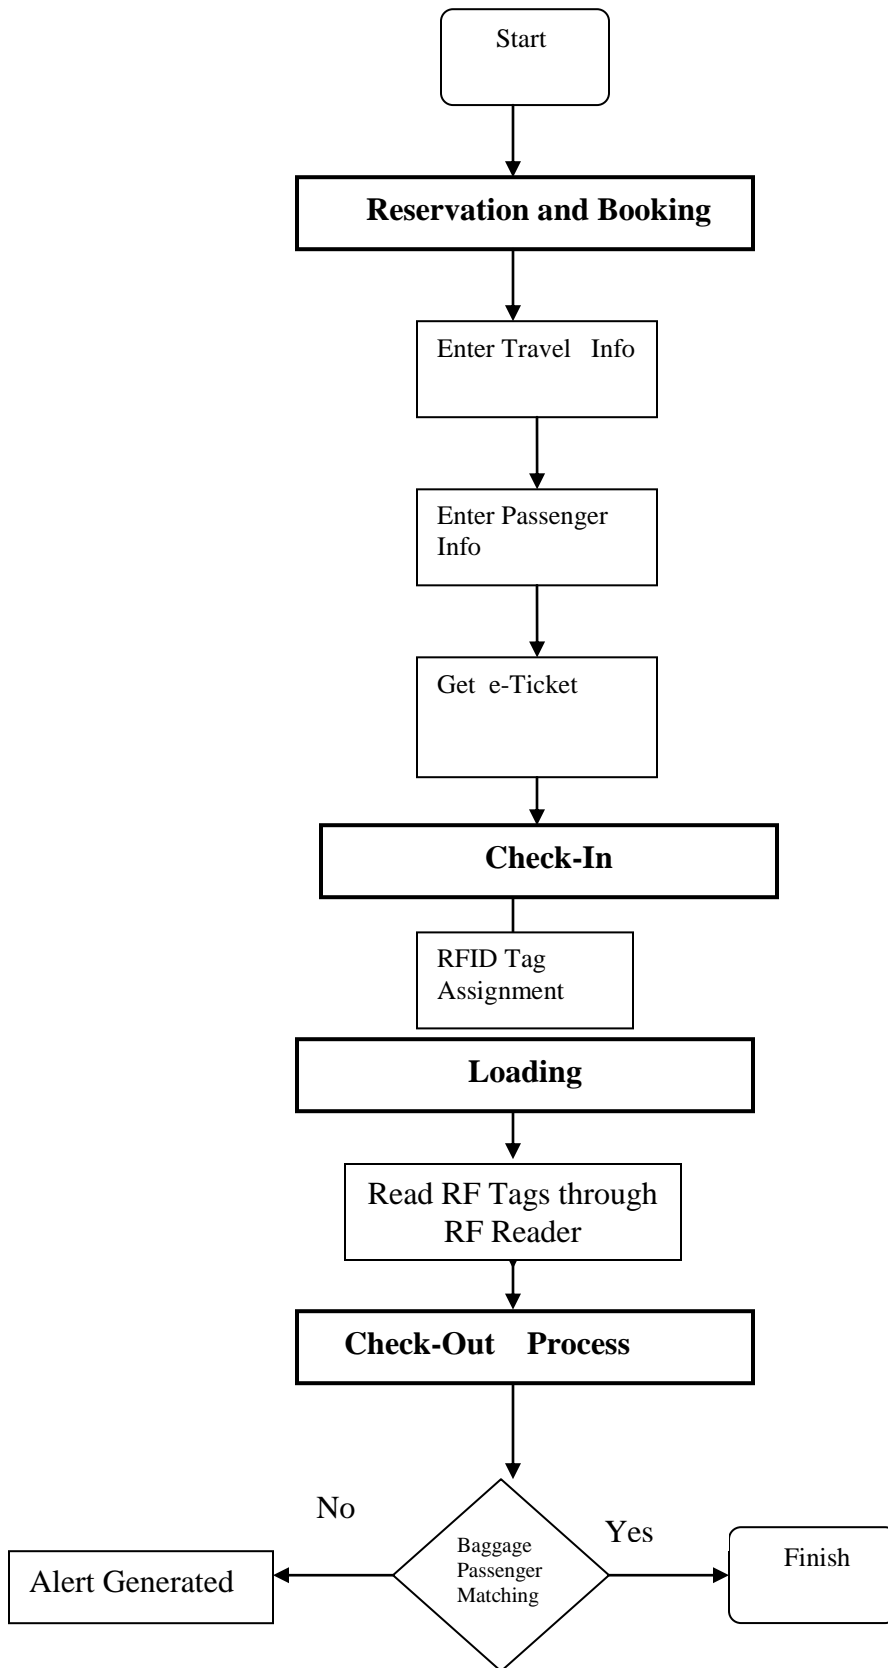 Start
Reservation and Booking
Enter Travel Info
Enter Passenger
Info
Get e-Ticket
Check-In
RFID Tag
Assignment
Loading
Read RF Tags through
RF Reader
Check-Out Process
No
Yes
Baggage
Passenger
Matching
Alert Generated
Finish